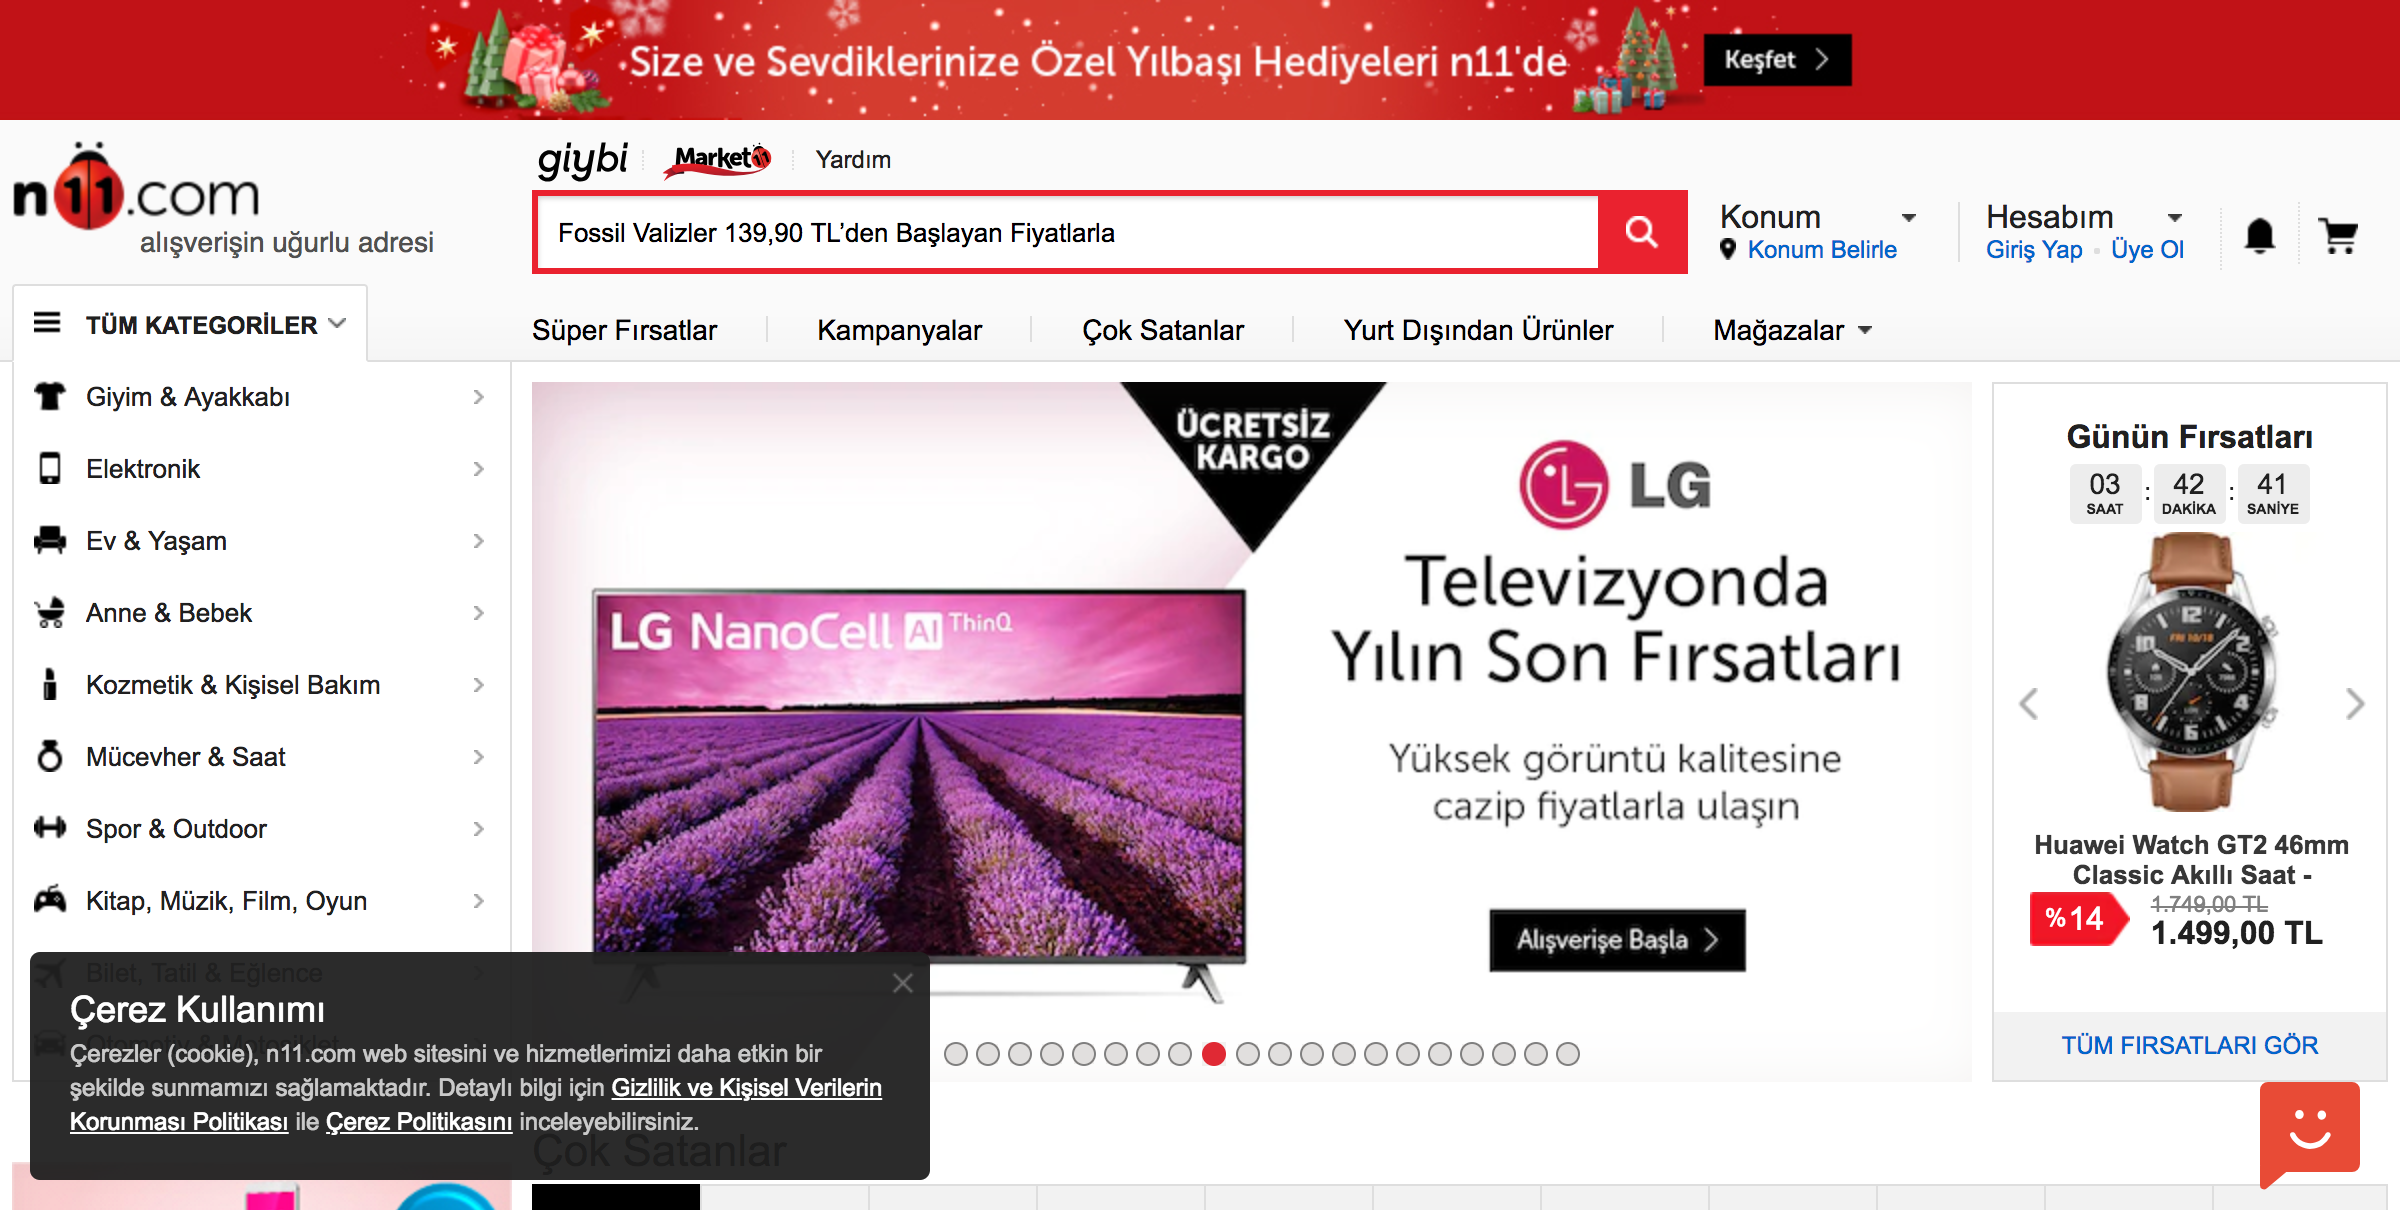 Size ve Sevdiklerinize Özel Yılbaşı Hediyeleri n11'de
Keşfet
n11.com
alışverişin uğurlu adresi
giybi
Market11
Yardım
Fossil Valizler 139,90 TL’den Başlayan Fiyatlarla
Konum
Konum Belirle
Hesabım
Giriş Yap
Üye Ol
TÜM KATEGORİLER
Süper Fırsatlar
Kampanyalar
Çok Satanlar
Yurt Dışından Ürünler
Mağazalar
Giyim & Ayakkabı
Elektronik
Ev & Yaşam
Anne & Bebek
Kozmetik & Kişisel Bakım
Mücevher & Saat
Spor & Outdoor
Kitap, Müzik, Film, Oyun
Bilet, Tatil & Eğlence
Otomotiv & Motosiklet
ÜCRETSİZ
KARGO
LG
LG NanoCell AI ThinQ
Televizyonda
Yılın Son Fırsatları
Yüksek görüntü kalitesine
cazip fiyatlarla ulaşın
Alışverişe Başla
Günün Fırsatları
03 : 42 : 41
SAAT DAKİKA SANİYE
Huawei Watch GT2 46mm
Classic Akıllı Saat -
%14
1.749,00 TL
1.499,00 TL
TÜM FIRSATLARI GÖR
Çerez Kullanımı
Çerezler (cookie), n11.com web sitesini ve hizmetlerimizi daha etkin bir
şekilde sunmamızı sağlamaktadır. Detaylı bilgi için Gizlilik ve Kişisel Verilerin
Korunması Politikası ile Çerez Politikasını inceleyebilirsiniz.
Çok Satanlar